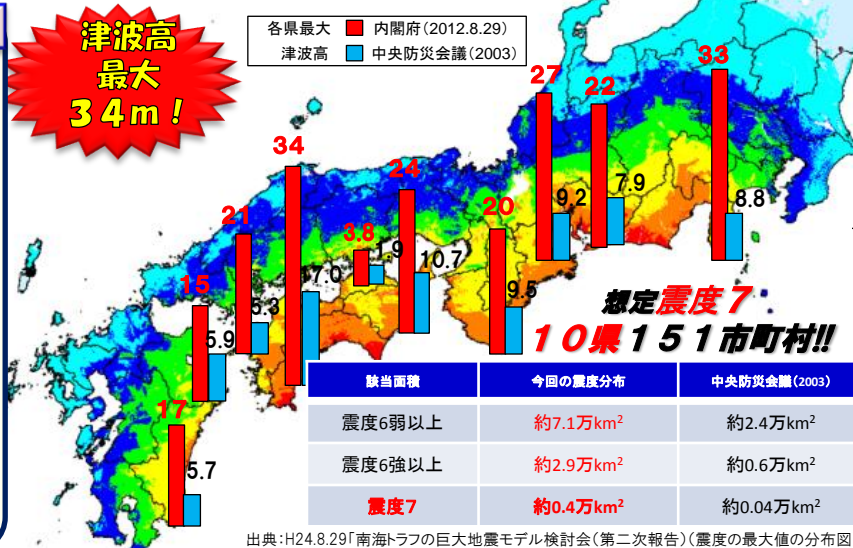 津波高
最大
34m！
各県最大 内閣府(2012.8.29)
津波高 中央防災会議(2003)
33
8.8
27
9.2
22
7.9
34
24
10.7
20
9.5
3.8
1.9
21
5.3
15
5.9
17
5.7
想定震度7
10県151市町村!!
該当面積 今回の震度分布 中央防災会議(2003)
震度6弱以上 約7.1万km² 約2.4万km²
震度6強以上 約2.9万km² 約0.6万km²
震度7 約0.4万km² 約0.04万km²
出典:H24.8.29「南海トラフの巨大地震モデル検討会(第二次報告)(震度の最大値の分布図